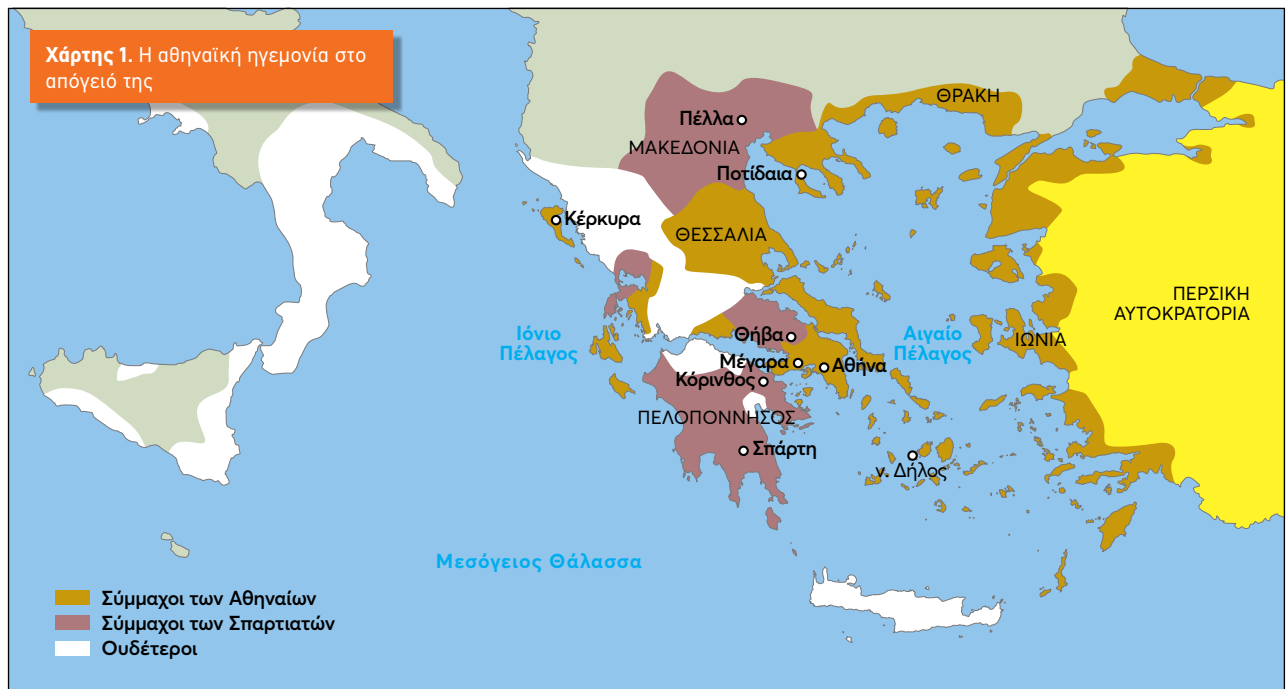 Χάρτης 1. Η αθηναϊκή ηγεμονία στο
απόγειό της
ΘΡΑΚΗ
Πέλλα
ΜΑΚΕΔΟΝΙΑ
Ποτίδαια
Κέρκυρα
ΘΕΣΣΑΛΙΑ
ΠΕΡΣΙΚΗ
ΑΥΤΟΚΡΑΤΟΡΙΑ
Ιόνιο
Πέλαγος
Θήβα
Αιγαίο
Πέλαγος
ΙΩΝΙΑ
Μέγαρα
Αθήνα
Κόρινθος
ΠΕΛΟΠΟΝΝΗΣΟΣ
Σπάρτη
ν. Δήλος
Μεσόγειος Θάλασσα
Σύμμαχοι των Αθηναίων
Σύμμαχοι των Σπαρτιατών
Ουδέτεροι